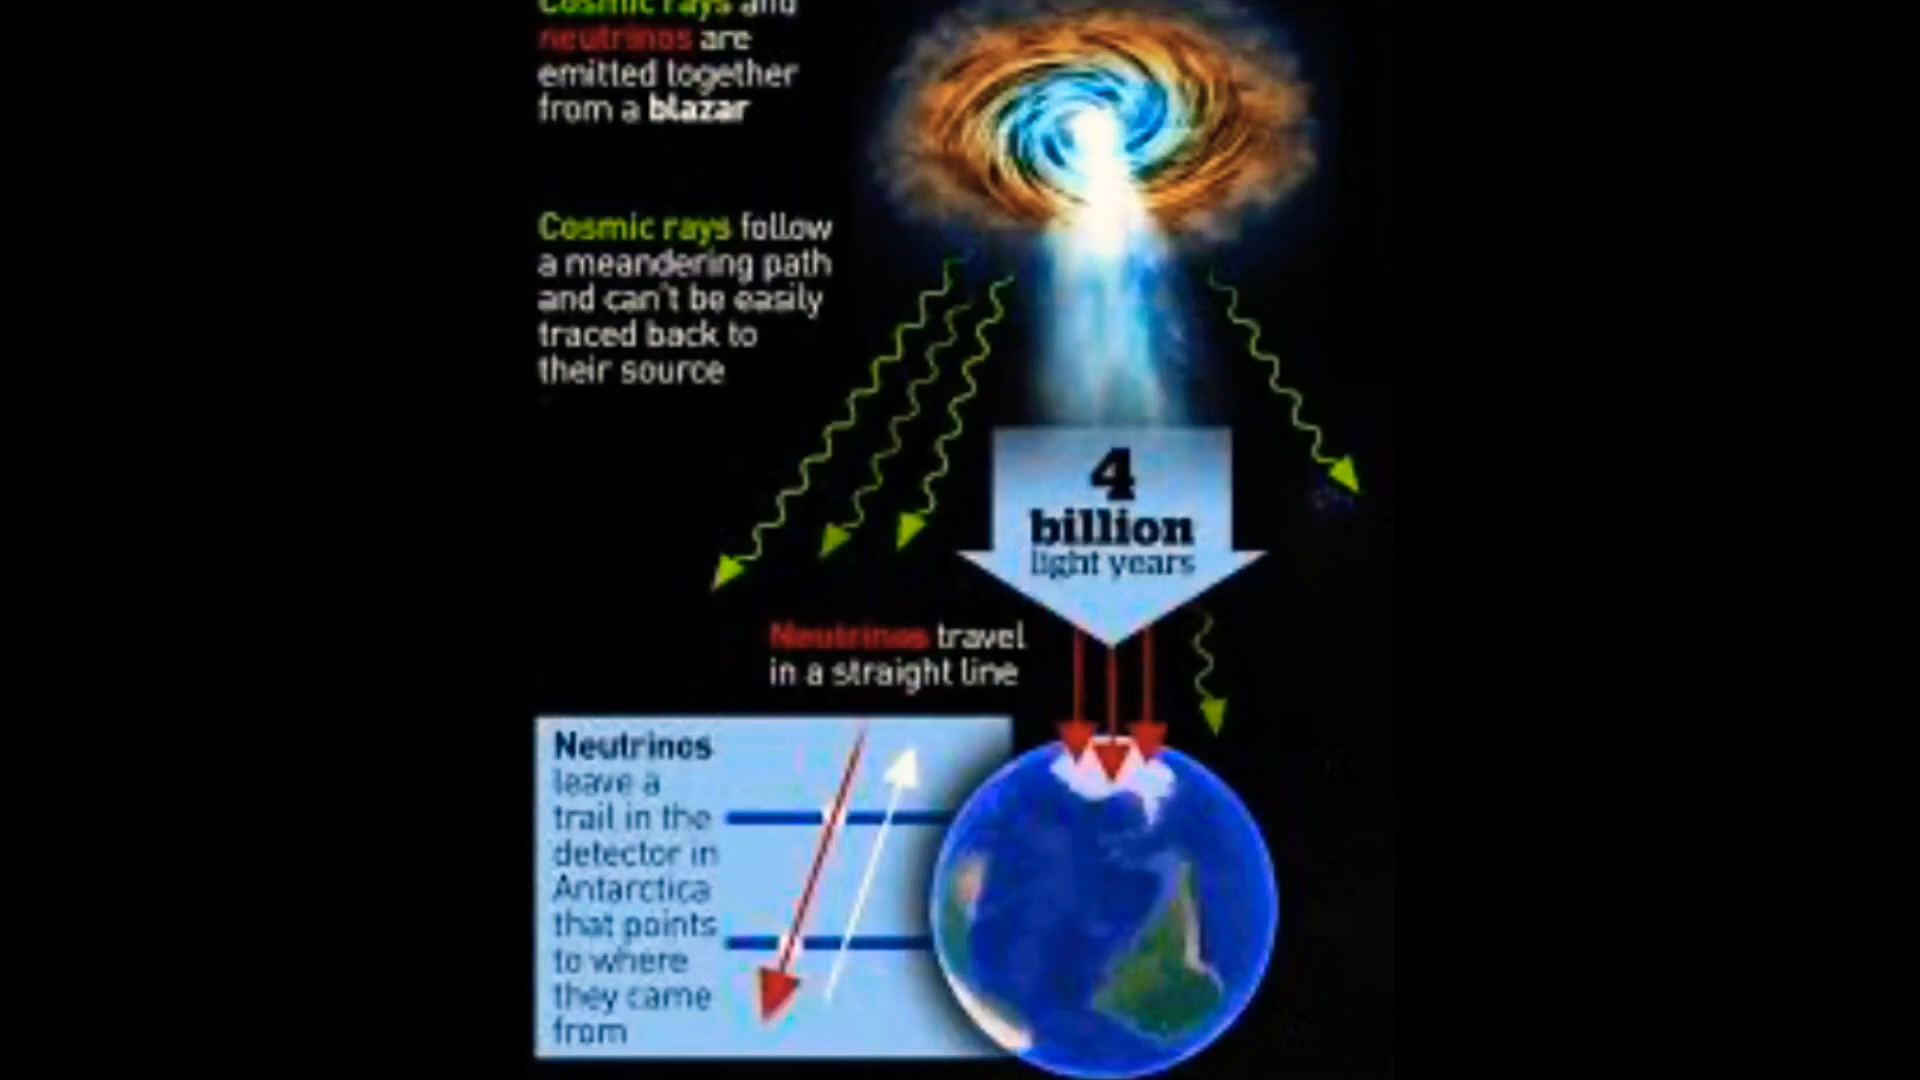 Cosmic rays and
neutrinos are
emitted together
from a blazar
Cosmic rays follow
a meandering path
and can't be easily
traced back to
their source
4
billion
light years
Neutrinos travel
in a straight line
Neutrinos
leave a
trail in the
detector in
Antarctica
that points
to where
they came
from